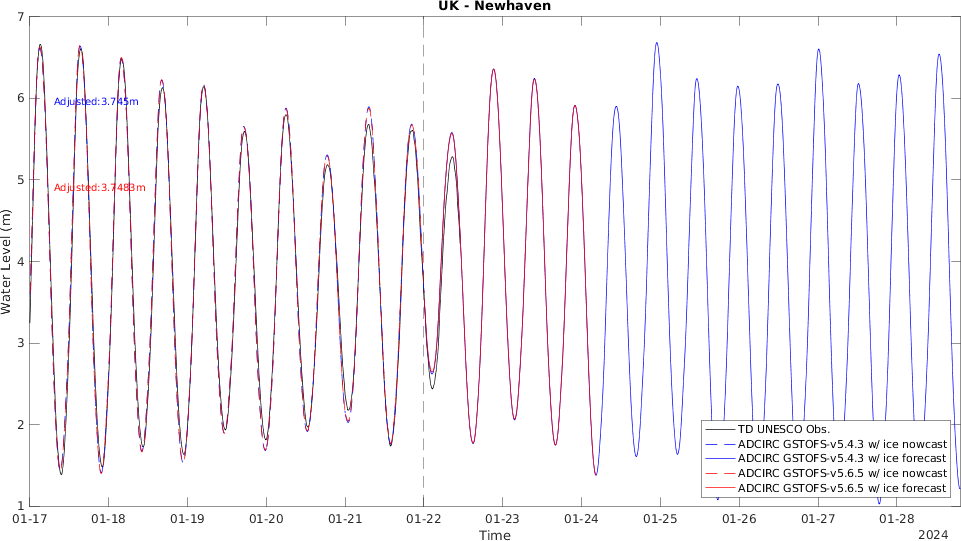 UK - Newhaven
7
6
5
4
3
2
1
Water Level (m)
Adjusted:3.745m
Adjusted:3.7483m
TD UNESCO Obs.
ADCIRC GSTOFS-v5.4.3 w/ ice nowcast
ADCIRC GSTOFS-v5.4.3 w/ ice forecast
ADCIRC GSTOFS-v5.6.5 w/ ice nowcast
ADCIRC GSTOFS-v5.6.5 w/ ice forecast
01-17 01-18 01-19 01-20 01-21 01-22 01-23 01-24 01-25 01-26 01-27 01-28
Time
2024